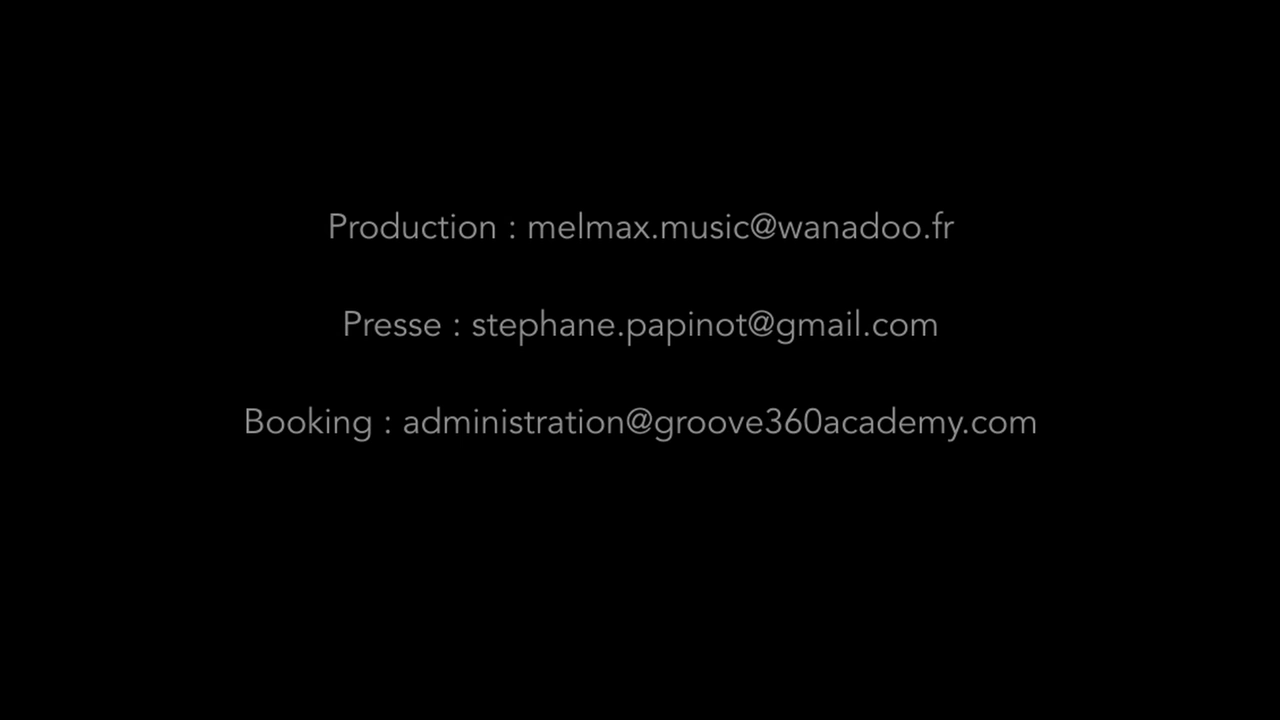 Production : melmax.music@wanadoo.fr
Presse : stephane.papinot@gmail.com
Booking : administration@groove360academy.com